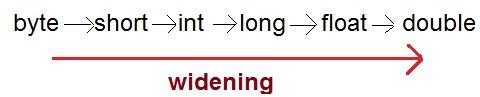 byte → short → int → long → float → double
widening